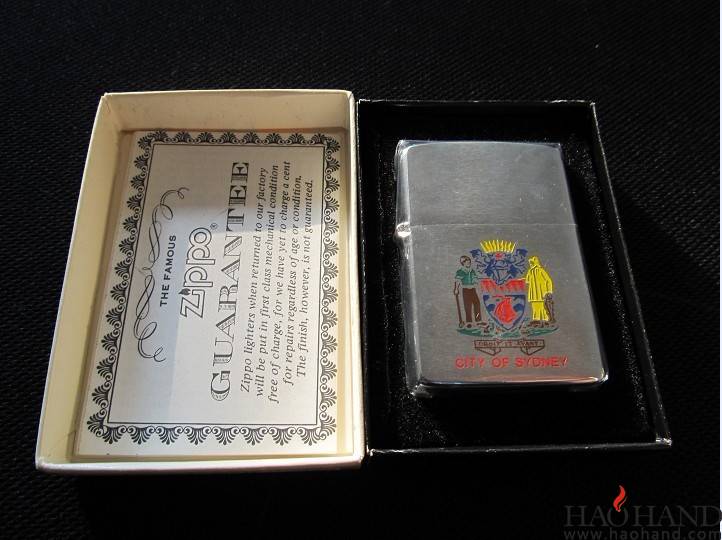 THE FAMOUS
Zippo®
GUARANTEE
Zippo lighters when returned to our factory
will be put in first class mechanical condition
free of charge, for we have yet to charge a cent
for repairs regardless of age or condition.
The finish, however, is not guaranteed.
CITY OF SYDNEY
HAOHAND
www.haohand.com